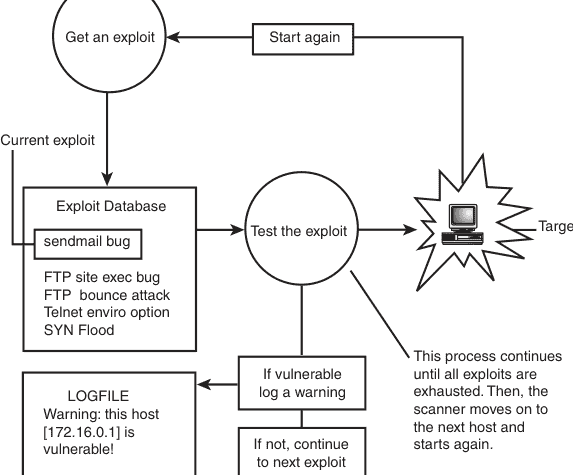 Get an exploit
Start again
Current exploit
Exploit Database
sendmail bug
FTP site exec bug
FTP bounce attack
Telnet enviro option
SYN Flood
Test the exploit
Targe
This process continues
until all exploits are
exhausted. Then, the
scanner moves on to
the next host and
starts again.
If vulnerable
log a warning
If not, continue
to next exploit
LOGFILE
Warning: this host
[172.16.0.1] is
vulnerable!